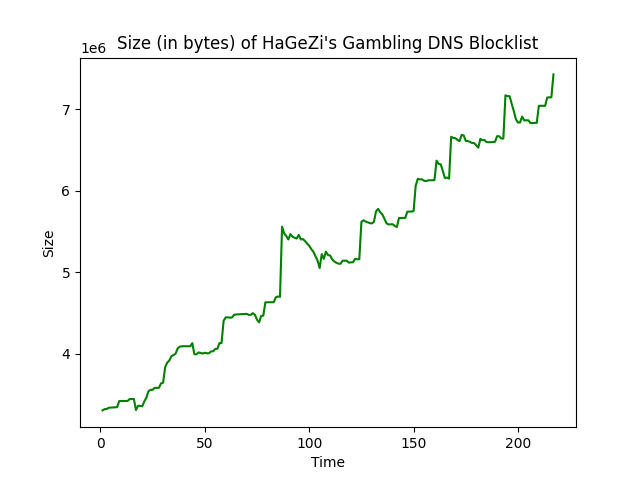 Size (in bytes) of HaGeZi's Gambling DNS Blocklist
1e6
7
6
5
4
Size
0 50 100 150 200
Time